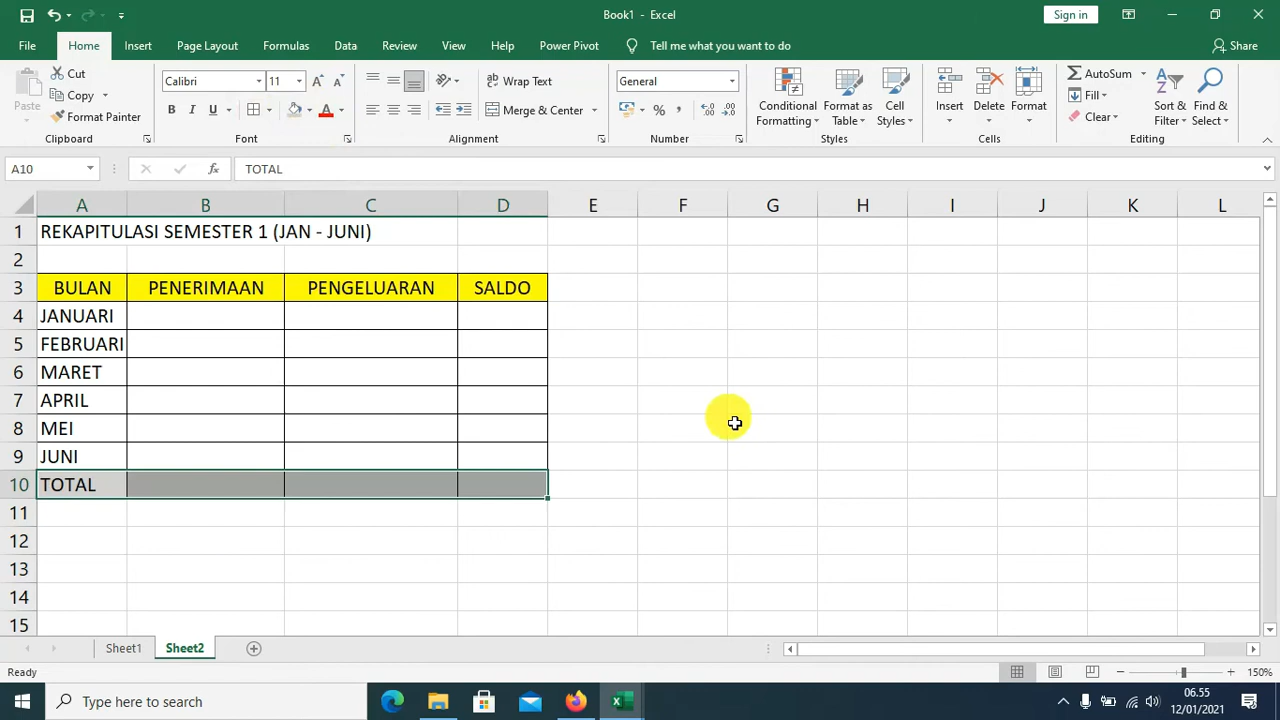 Book1 - Excel
Sign in
File Home Insert Page Layout Formulas Data Review View Help Power Pivot Tell me what you want to do Share
Paste
Cut
Copy
Format Painter
Clipboard
Calibri 11
B I U
Font
Wrap Text
Merge & Center
Alignment
General
%
Number
Conditional Formatting
Format as Table
Cell Styles
Styles
Insert
Delete
Format
Cells
AutoSum
Fill
Clear
Sort & Filter
Find & Select
Editing
A10 fx TOTAL
A B C D E F G H I J K L
1 REKAPITULASI SEMESTER 1 (JAN - JUNI)
2
3 BULAN PENERIMAAN PENGELUARAN SALDO
4 JANUARI
5 FEBRUARI
6 MARET
7 APRIL
8 MEI
9 JUNI
10 TOTAL
11
12
13
14
15
Sheet1 Sheet2
Ready 150%
Type here to search
06.55
12/01/2021